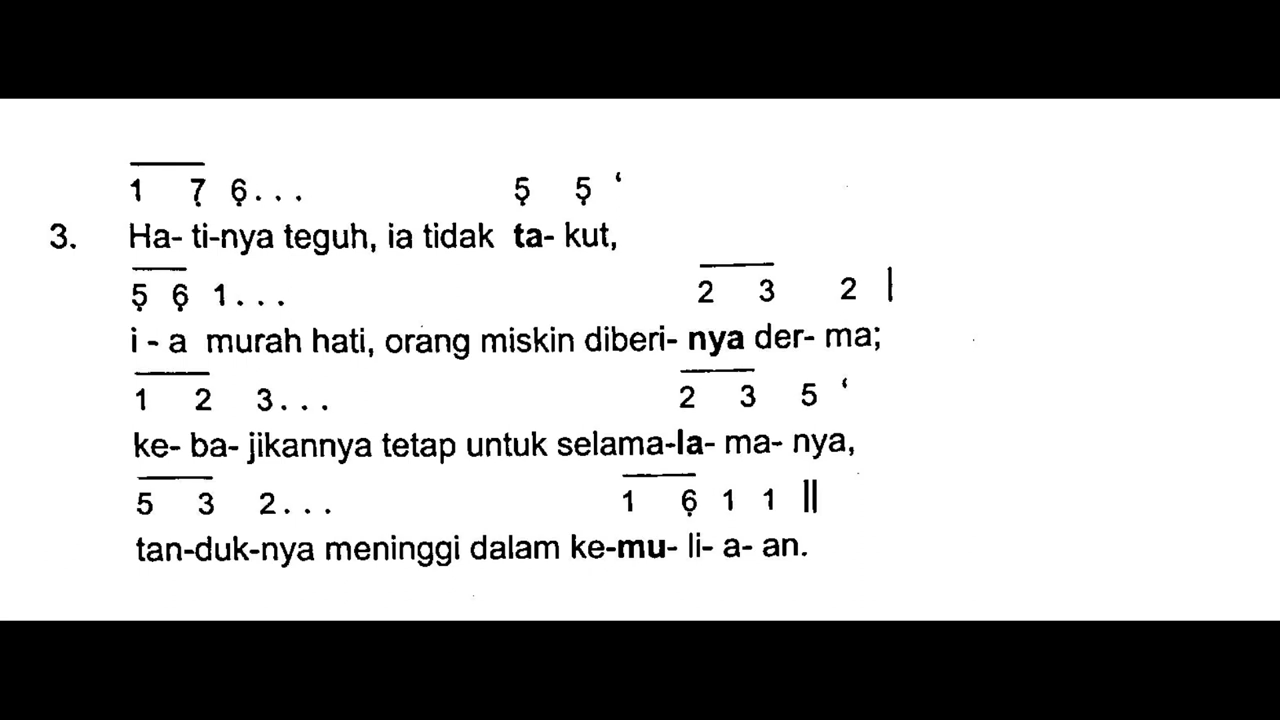 1 7̣ 6̣... 5̣ 5̣ ‘
3. Ha- ti-nya teguh, ia tidak ta- kut,
5̣ 6̣ 1... 2 3 2 |
i - a murah hati, orang miskin diberi- nya der- ma;
1 2 3... 2 3 5 ‘
ke- ba- jikannya tetap untuk selama-la- ma- nya,
5 3 2... 1 6̣ 1 1 ||
tan-duk-nya meninggi dalam ke-mu- li- a- an.